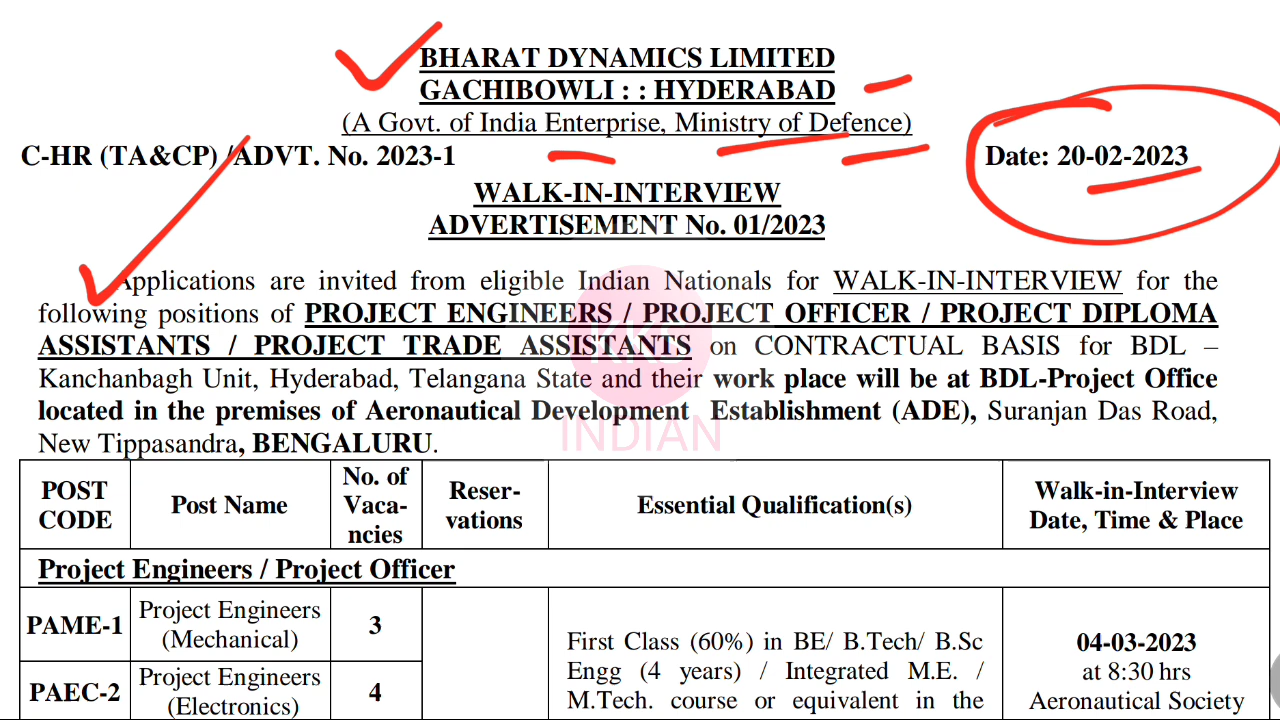 BHARAT DYNAMICS LIMITED
GACHIBOWLI : : HYDERABAD
(A Govt. of India Enterprise, Ministry of Defence)
C-HR (TA&CP) /ADVT. No. 2023-1
Date: 20-02-2023
WALK-IN-INTERVIEW
ADVERTISEMENT No. 01/2023
Applications are invited from eligible Indian Nationals for WALK-IN-INTERVIEW for the
following positions of PROJECT ENGINEERS / PROJECT OFFICER / PROJECT DIPLOMA
ASSISTANTS / PROJECT TRADE ASSISTANTS on CONTRACTUAL BASIS for BDL –
Kanchanbagh Unit, Hyderabad, Telangana State and their work place will be at BDL-Project Office
located in the premises of Aeronautical Development Establishment (ADE), Suranjan Das Road,
New Tippasandra, BENGALURU.
INDIAN
POST
CODE
Post Name
No. of
Vaca-
ncies
Reser-
vations
Essential Qualification(s)
Walk-in-Interview
Date, Time & Place
Project Engineers / Project Officer
PAME-1
Project Engineers
(Mechanical)
3
PAEC-2
Project Engineers
(Electronics)
4
First Class (60%) in BE/ B.Tech/ B.Sc
Engg (4 years) / Integrated M.E. /
M.Tech. course or equivalent in the
04-03-2023
at 8:30 hrs
Aeronautical Society